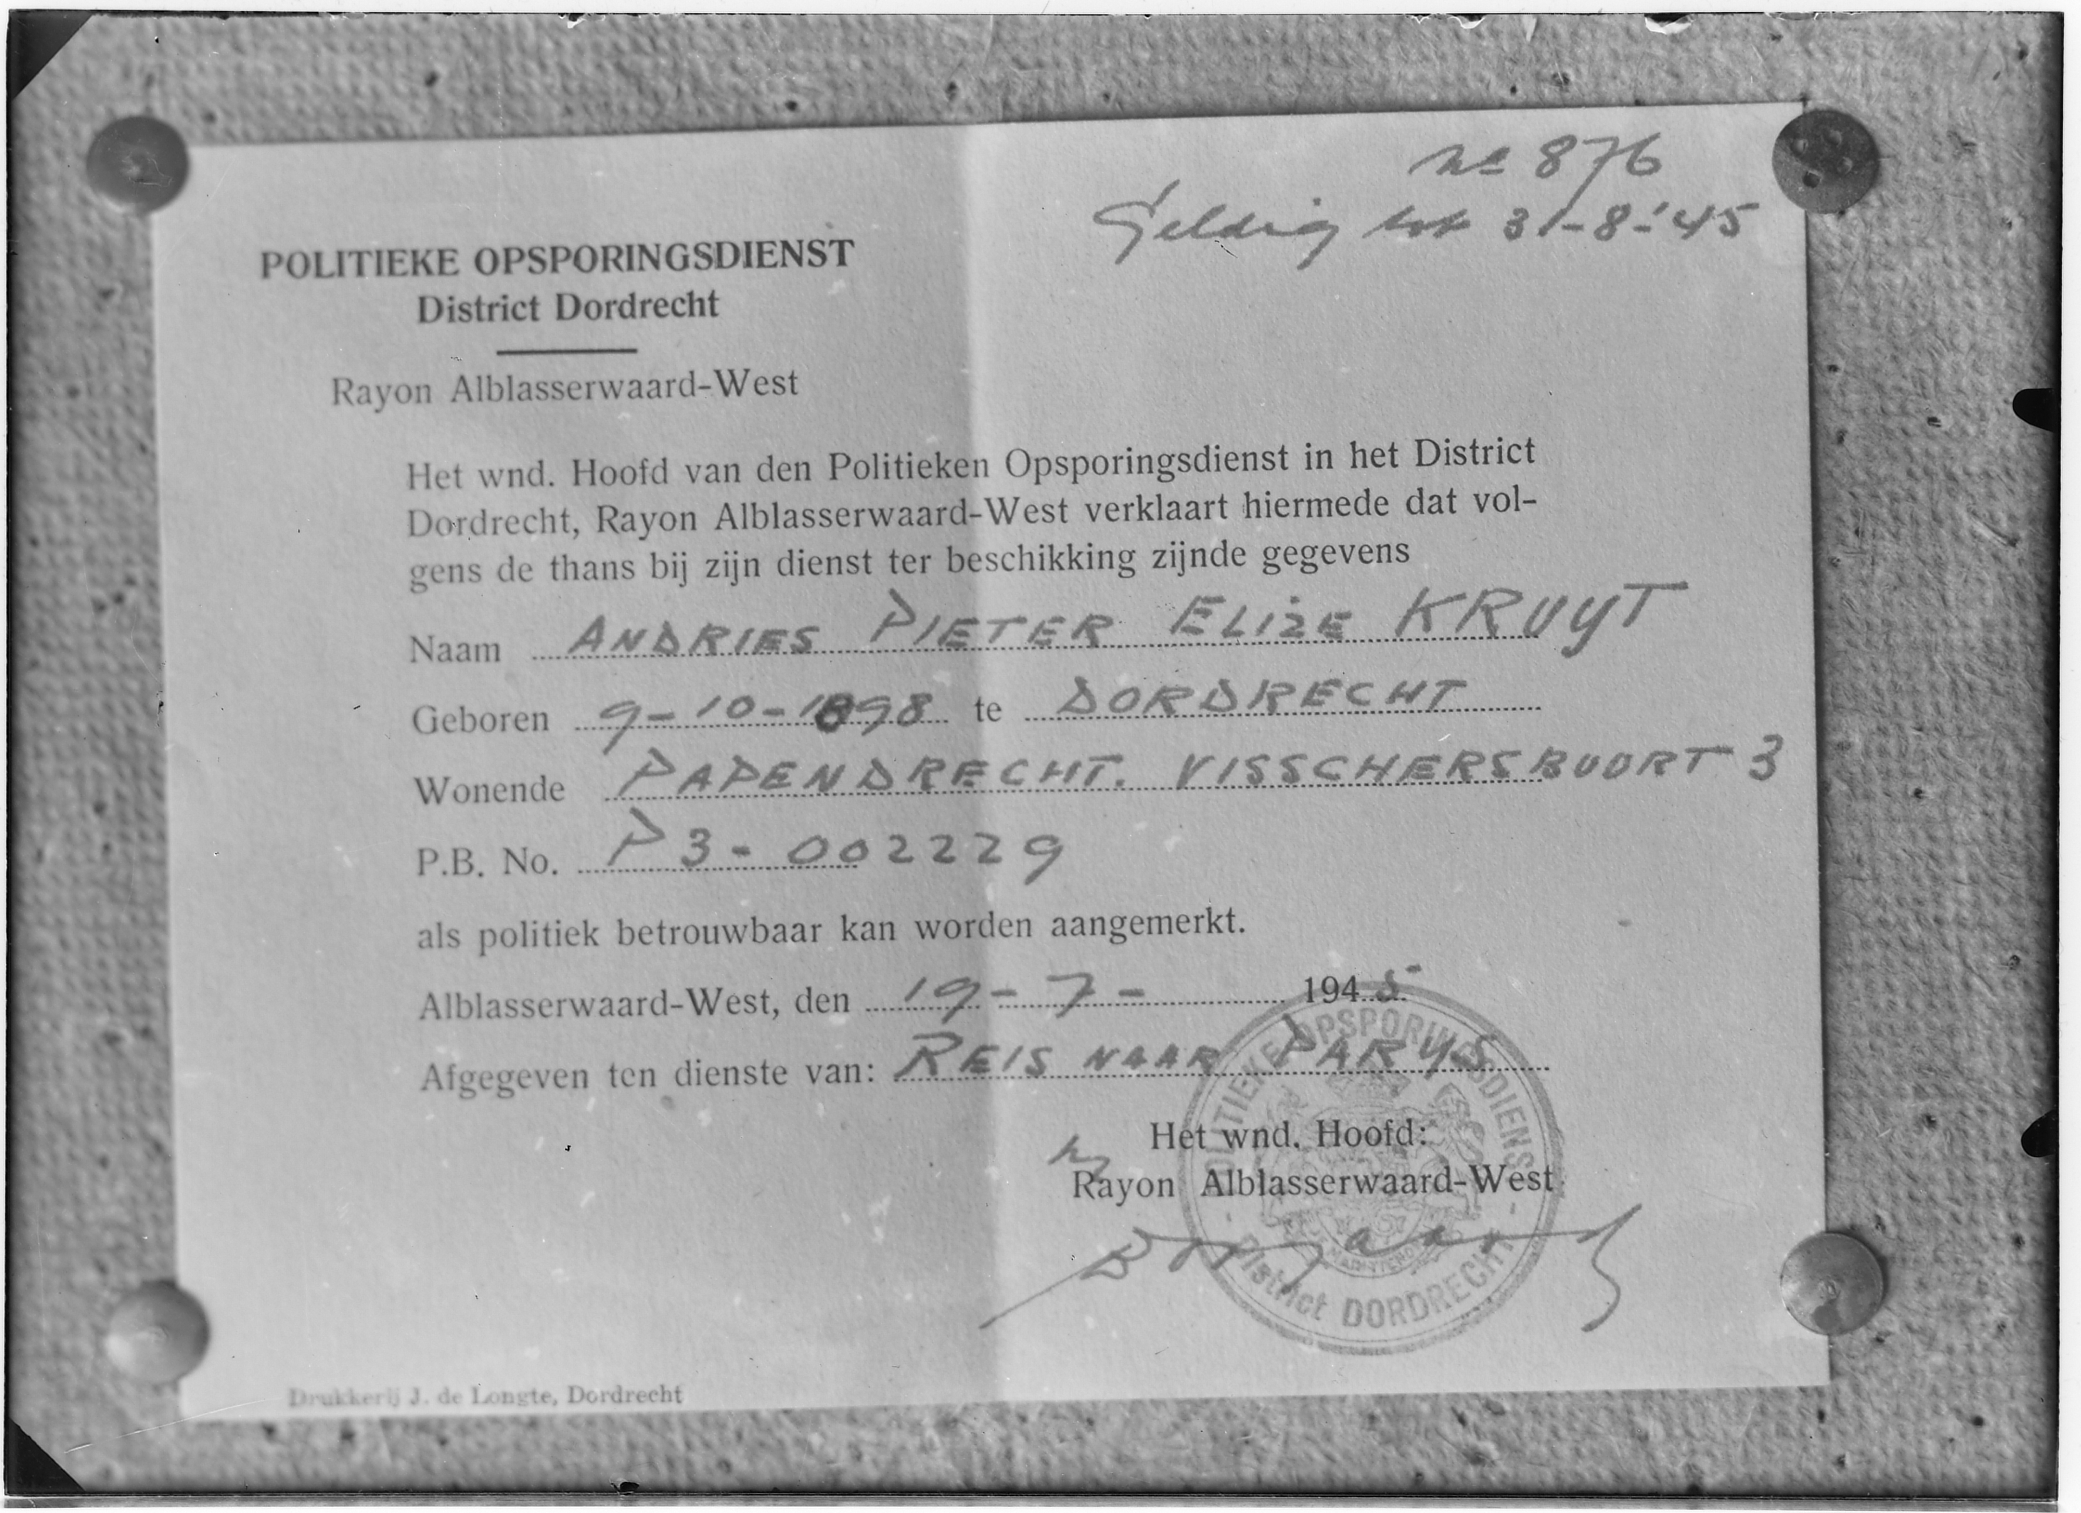 No 876
Geldig tot 31-8-'45
POLITIEKE OPSPORINGSDIENST
District Dordrecht
Rayon Alblasserwaard-West
Het wnd. Hoofd van den Politieken Opsporingsdienst in het District
Dordrecht, Rayon Alblasserwaard-West verklaart hiermede dat vol-
gens de thans bij zijn dienst ter beschikking zijnde gegevens
Naam ANDRIES PIETER ELIZE KRUYT
Geboren 9-10-1898 te DORDRECHT
Wonende PAPENDRECHT. VISSCHERSBUURT 3
P.B. No. P3-002229
als politiek betrouwbaar kan worden aangemerkt.
Alblasserwaard-West, den 19-7- 1945
Afgegeven ten dienste van: REIS NAAR PARYS
Het wnd. Hoofd:
Rayon Alblasserwaard-West
POLITIEKE OPSPORINGSDIENST
District DORDRECHT
Drukkerij J. de Longte, Dordrecht